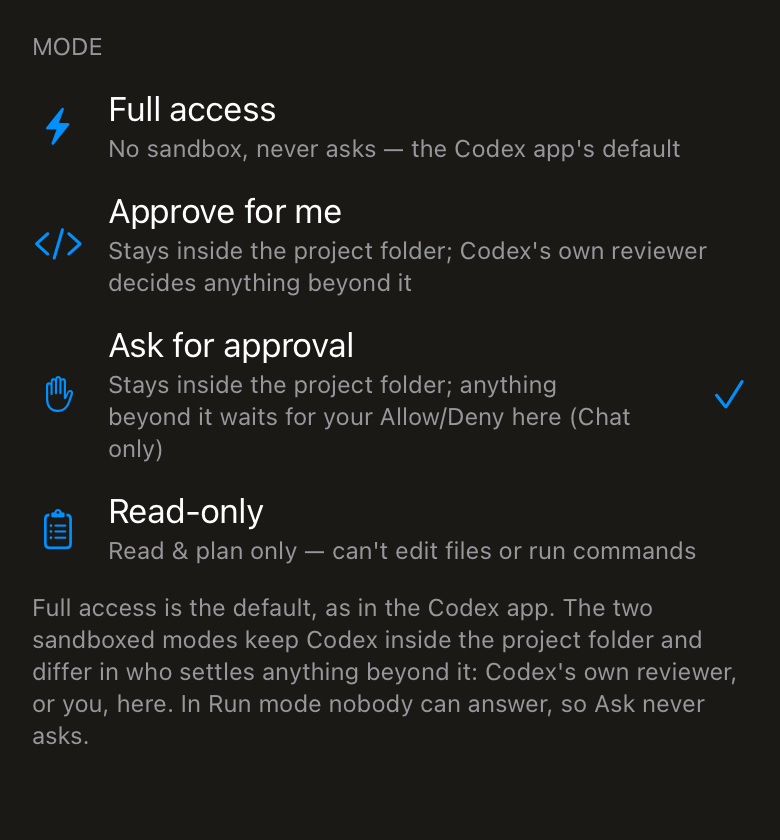 MODE
Full access
No sandbox, never asks — the Codex app's default
Approve for me
Stays inside the project folder; Codex's own reviewer
decides anything beyond it
Ask for approval
Stays inside the project folder; anything
beyond it waits for your Allow/Deny here (Chat
only)
Read-only
Read & plan only — can't edit files or run commands
Full access is the default, as in the Codex app. The two
sandboxed modes keep Codex inside the project folder and
differ in who settles anything beyond it: Codex's own reviewer,
or you, here. In Run mode nobody can answer, so Ask never
asks.